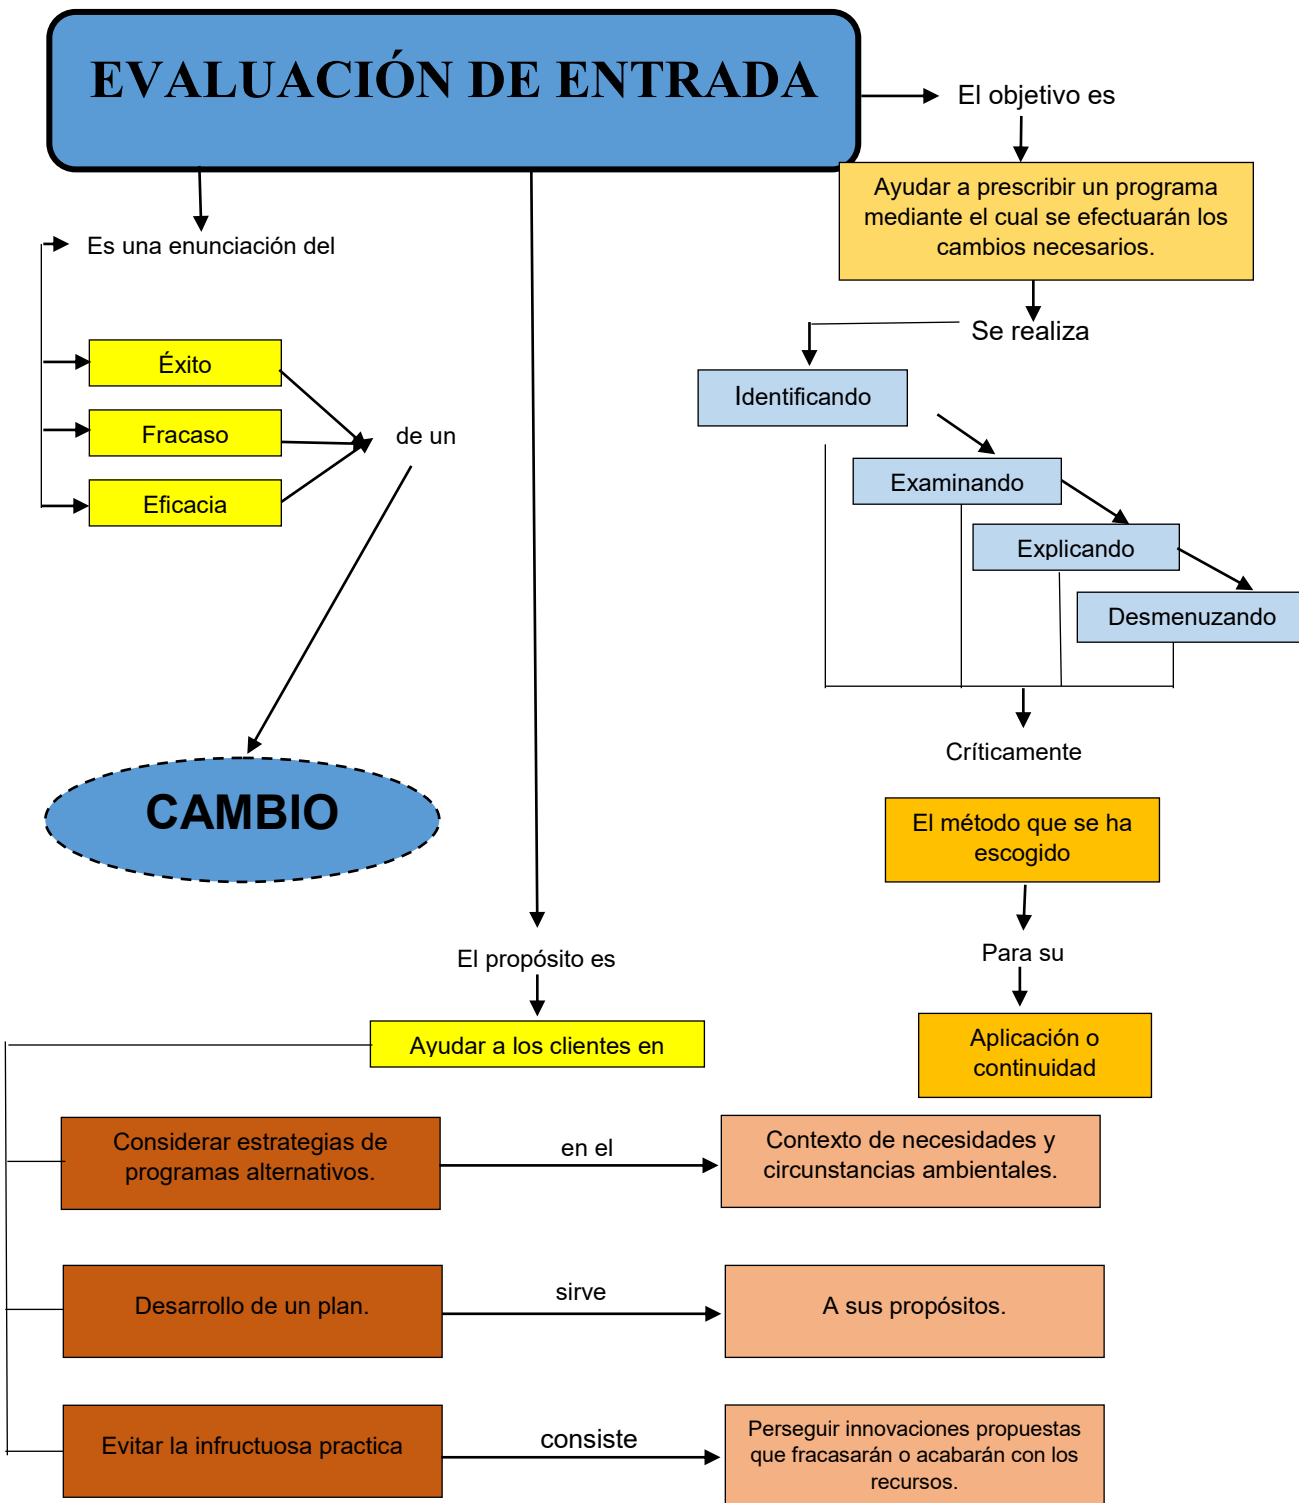 EVALUACIÓN DE ENTRADA
El objetivo es
Ayudar a prescribir un programa
mediante el cual se efectuarán los
cambios necesarios.
Es una enunciación del
Éxito
Fracaso
Eficacia
de un
CAMBIO
Se realiza
Identificando
Examinando
Explicando
Desmenuzando
Críticamente
El método que se ha
escogido
Para su
Aplicación o
continuidad
El propósito es
Ayudar a los clientes en
Considerar estrategias de
programas alternativos.
en el
Contexto de necesidades y
circunstancias ambientales.
Desarrollo de un plan.
sirve
A sus propósitos.
Evitar la infructuosa practica
consiste
Perseguir innovaciones propuestas
que fracasarán o acabarán con los
recursos.